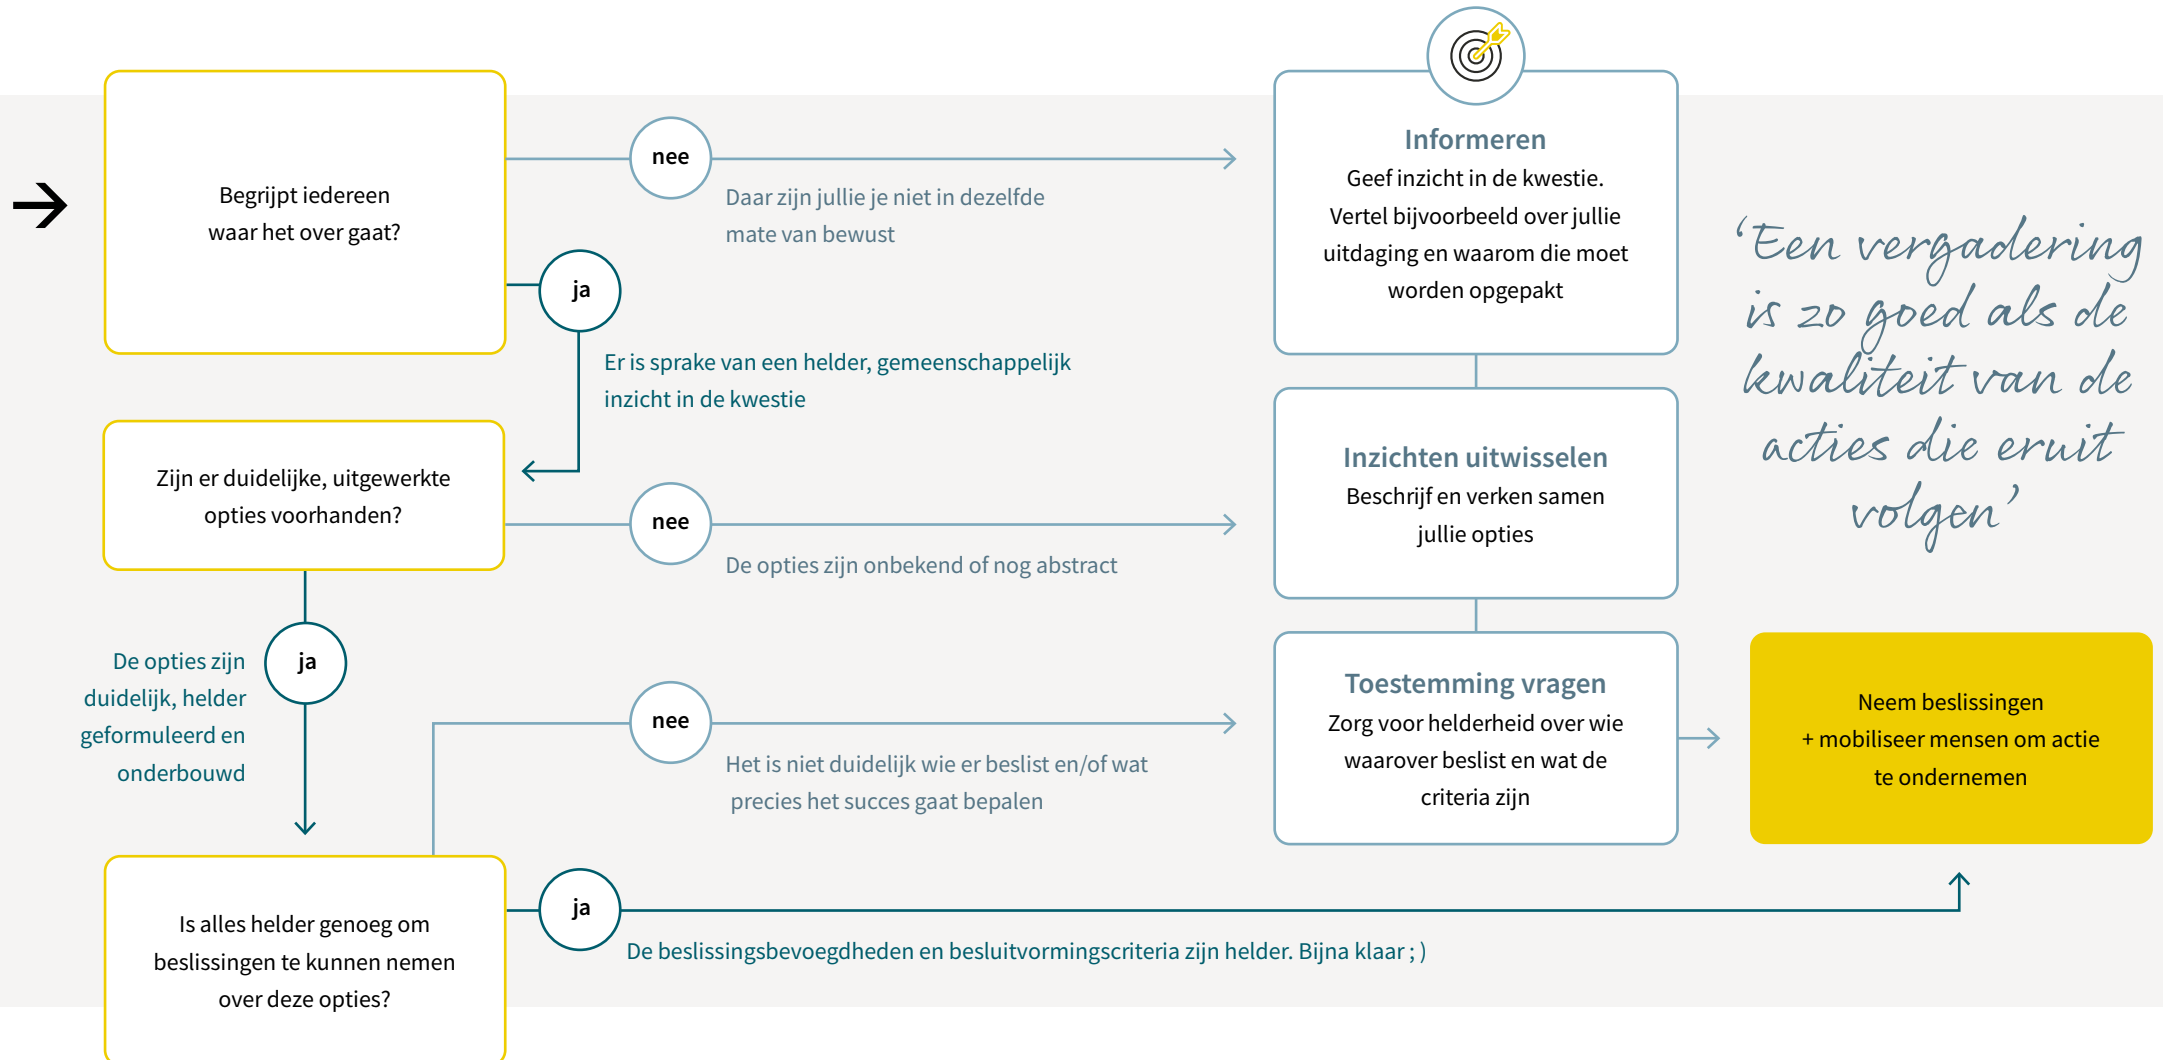 Begrijpt iedereen
waar het over gaat?
nee
Daar zijn jullie je niet in dezelfde
mate van bewust
ja
Er is sprake van een helder, gemeenschappelijk
inzicht in de kwestie
Informeren
Geef inzicht in de kwestie.
Vertel bijvoorbeeld over jullie
uitdaging en waarom die moet
worden opgepakt
Zijn er duidelijke, uitgewerkte
opties voorhanden?
nee
De opties zijn onbekend of nog abstract
Inzichten uitwisselen
Beschrijf en verken samen
jullie opties
ja
De opties zijn
duidelijk, helder
geformuleerd en
onderbouwd
nee
Het is niet duidelijk wie er beslist en/of wat
precies het succes gaat bepalen
Toestemming vragen
Zorg voor helderheid over wie
waarover beslist en wat de
criteria zijn
Is alles helder genoeg om
beslissingen te kunnen nemen
over deze opties?
ja
De beslissingsbevoegdheden en besluitvormingscriteria zijn helder. Bijna klaar ; )
Neem beslissingen
+ mobiliseer mensen om actie
te ondernemen
‘Een vergadering
is zo goed als de
kwaliteit van de
acties die eruit
volgen’